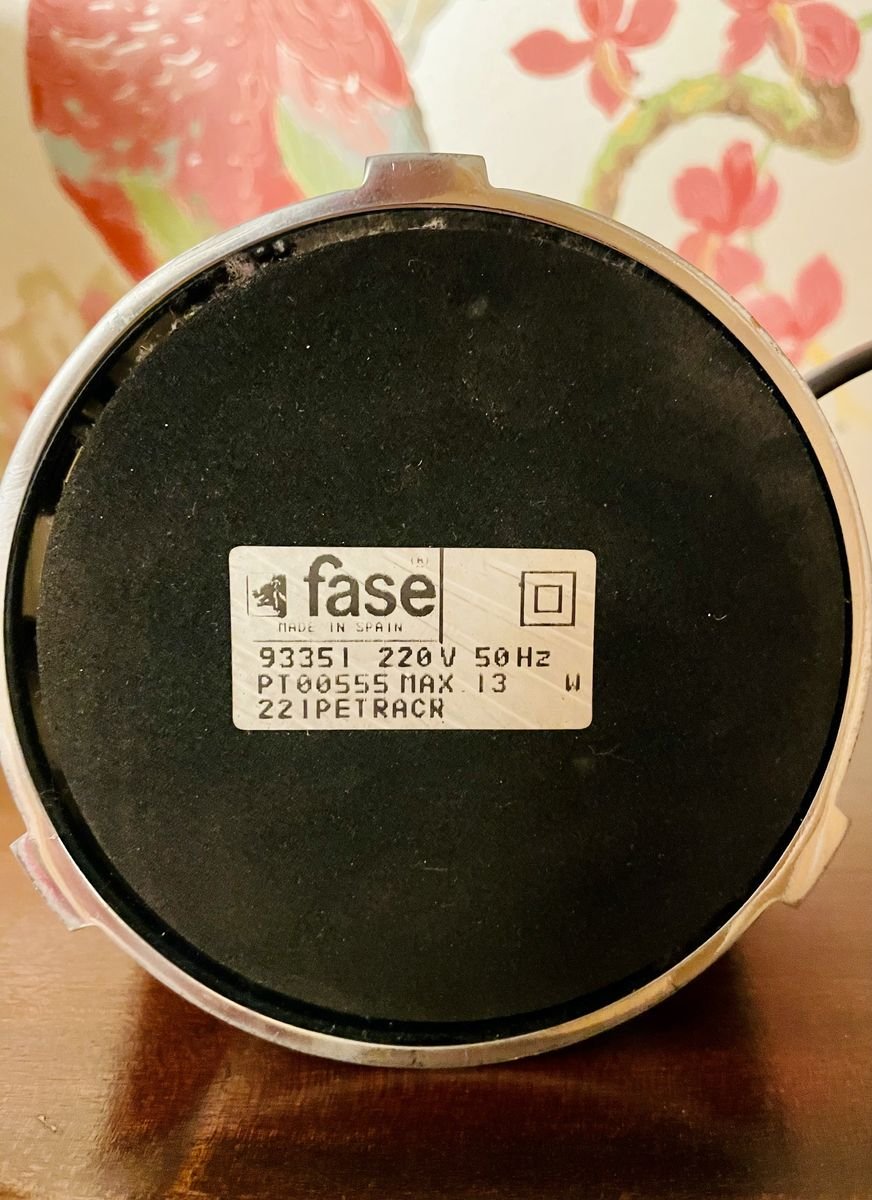 fase (R)
MADE IN SPAIN
93351 220V 50Hz
PT00555 MAX. 13 W
221PETRACR